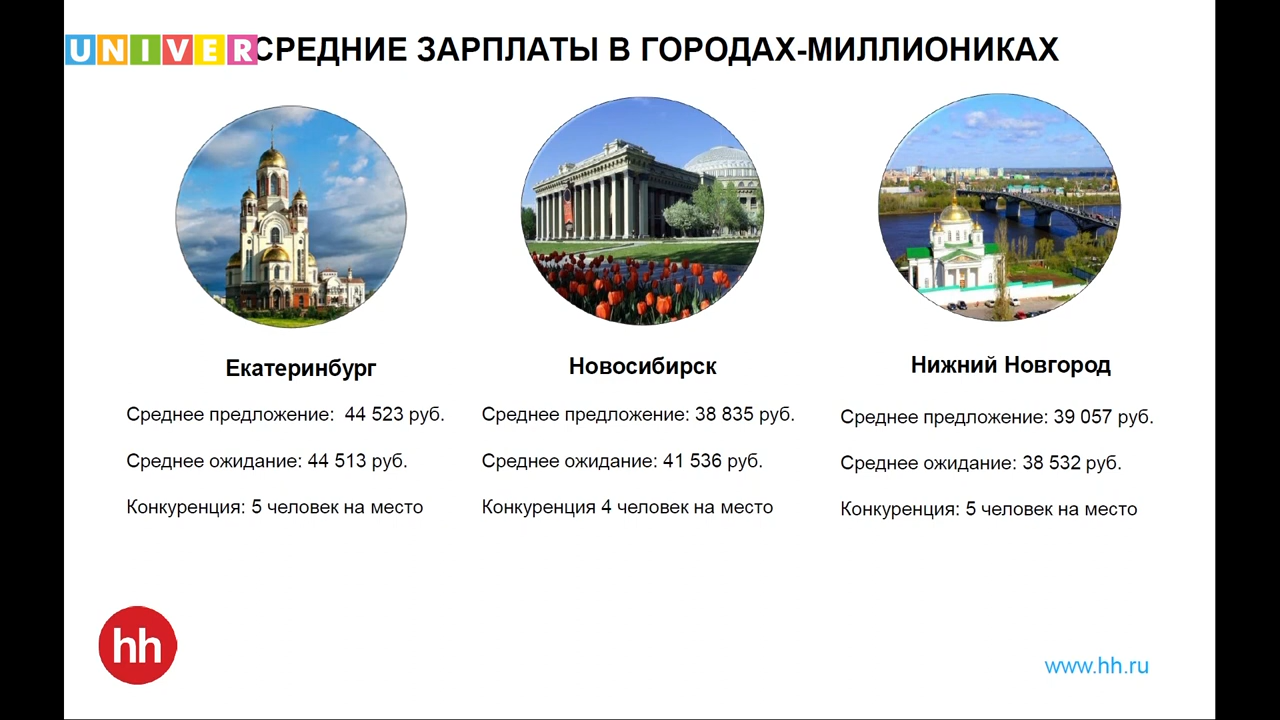 UNIVER
СРЕДНИЕ ЗАРПЛАТЫ В ГОРОДАХ-МИЛЛИОНИКАХ
Екатеринбург
Среднее предложение: 44 523 руб.
Среднее ожидание: 44 513 руб.
Конкуренция: 5 человек на место
Новосибирск
Среднее предложение: 38 835 руб.
Среднее ожидание: 41 536 руб.
Конкуренция 4 человек на место
Нижний Новгород
Среднее предложение: 39 057 руб.
Среднее ожидание: 38 532 руб.
Конкуренция: 5 человек на место
hh
www.hh.ru